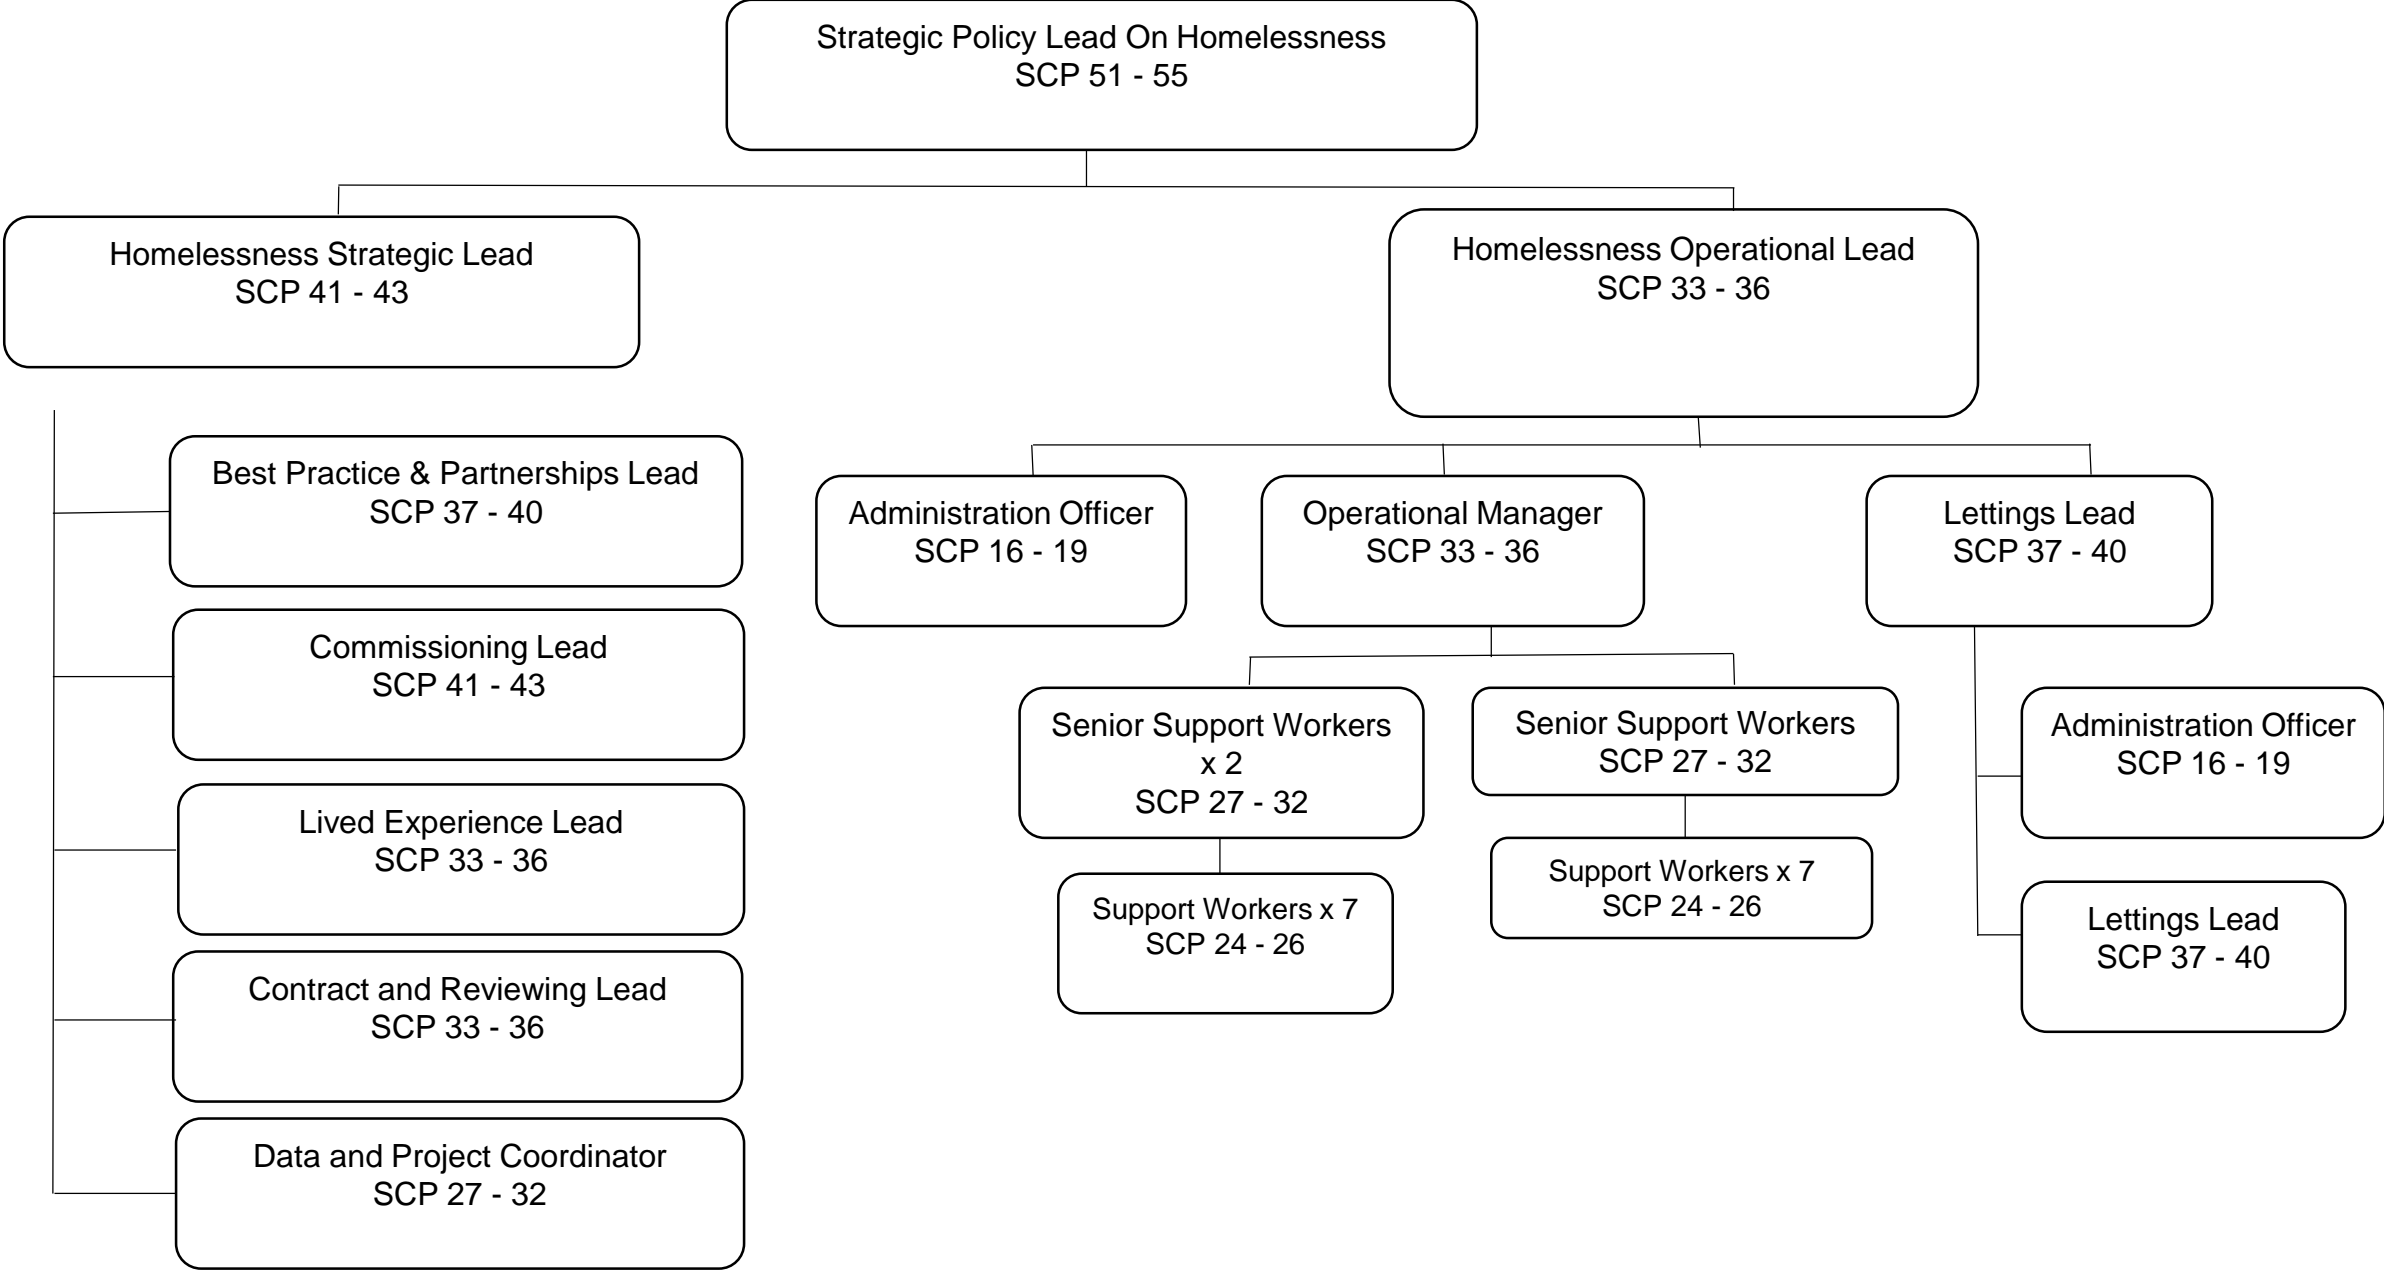 Strategic Policy Lead On Homelessness
SCP 51 - 55
Homelessness Strategic Lead
SCP 41 - 43
Homelessness Operational Lead
SCP 33 - 36
Best Practice & Partnerships Lead
SCP 37 - 40
Commissioning Lead
SCP 41 - 43
Lived Experience Lead
SCP 33 - 36
Contract and Reviewing Lead
SCP 33 - 36
Data and Project Coordinator
SCP 27 - 32
Administration Officer
SCP 16 - 19
Operational Manager
SCP 33 - 36
Lettings Lead
SCP 37 - 40
Senior Support Workers
x 2
SCP 27 - 32
Support Workers x 7
SCP 24 - 26
Senior Support Workers
SCP 27 - 32
Support Workers x 7
SCP 24 - 26
Administration Officer
SCP 16 - 19
Lettings Lead
SCP 37 - 40